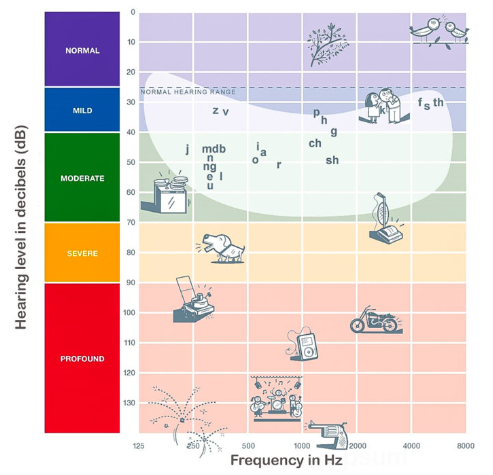 0
NORMAL
10
20
NORMAL HEARING RANGE
30
MILD
z v
p
h
k
f s th
40
g
j
mdb
i
a
ch
50
n
o
r
sh
MODERATE
ng
e
l
60
u
70
SEVERE
80
90
100
PROFOUND
110
120
130
125
250
500
1000
2000
4000
8000
Hearing level in decibels (dB)
Frequency in Hz